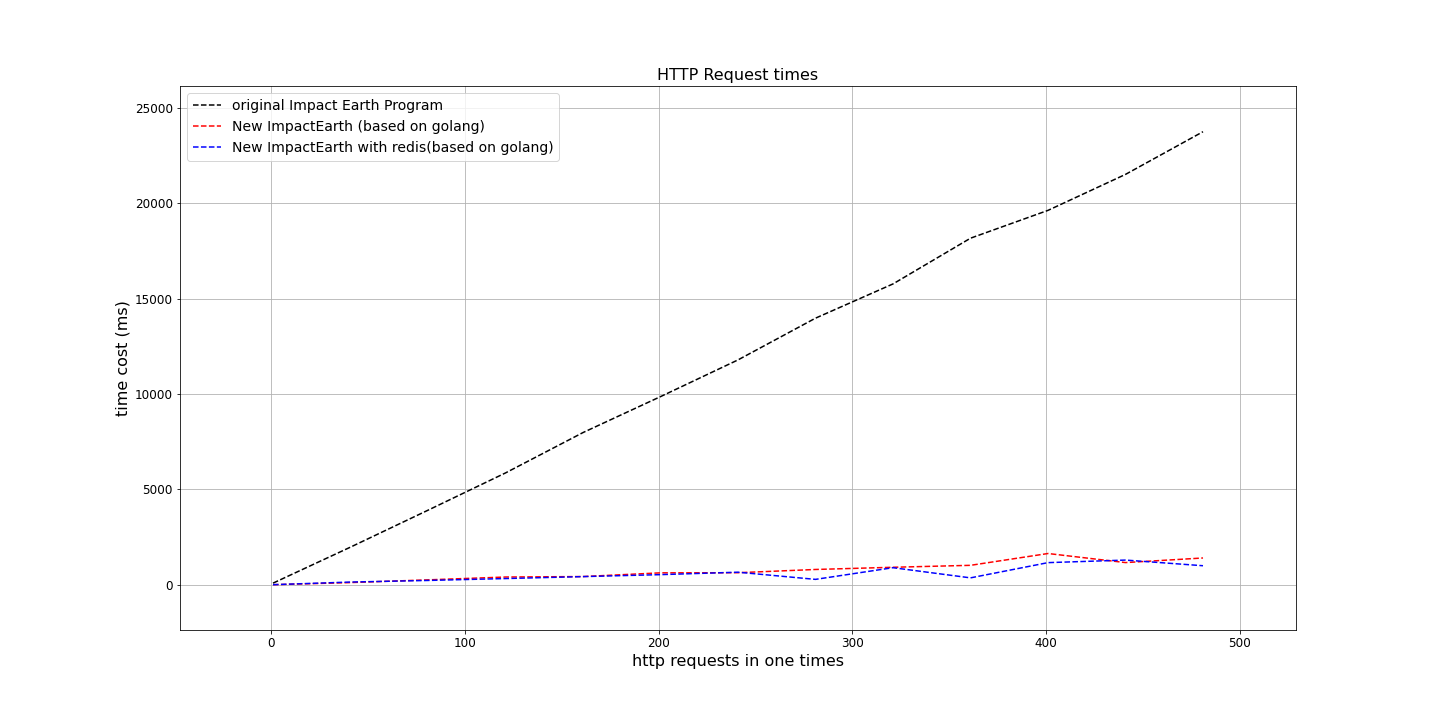 HTTP Request times
original Impact Earth Program
New ImpactEarth (based on golang)
New ImpactEarth with redis(based on golang)
25000
20000
15000
10000
5000
0
time cost (ms)
0 100 200 300 400 500
http requests in one times